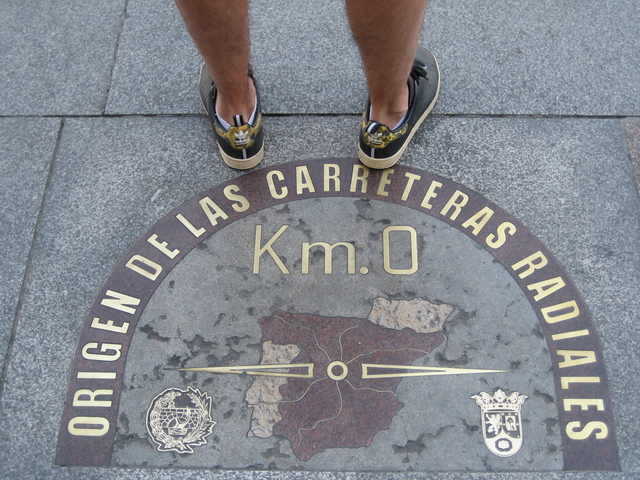 ORIGEN DE LAS CARRETERAS RADIALES
Km.0